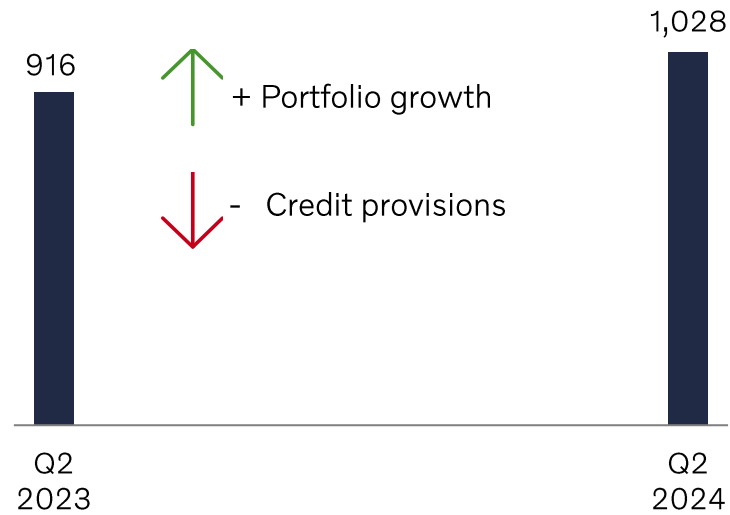 1,028
916
+ Portfolio growth
- Credit provisions
Q2
2023
Q2
2024